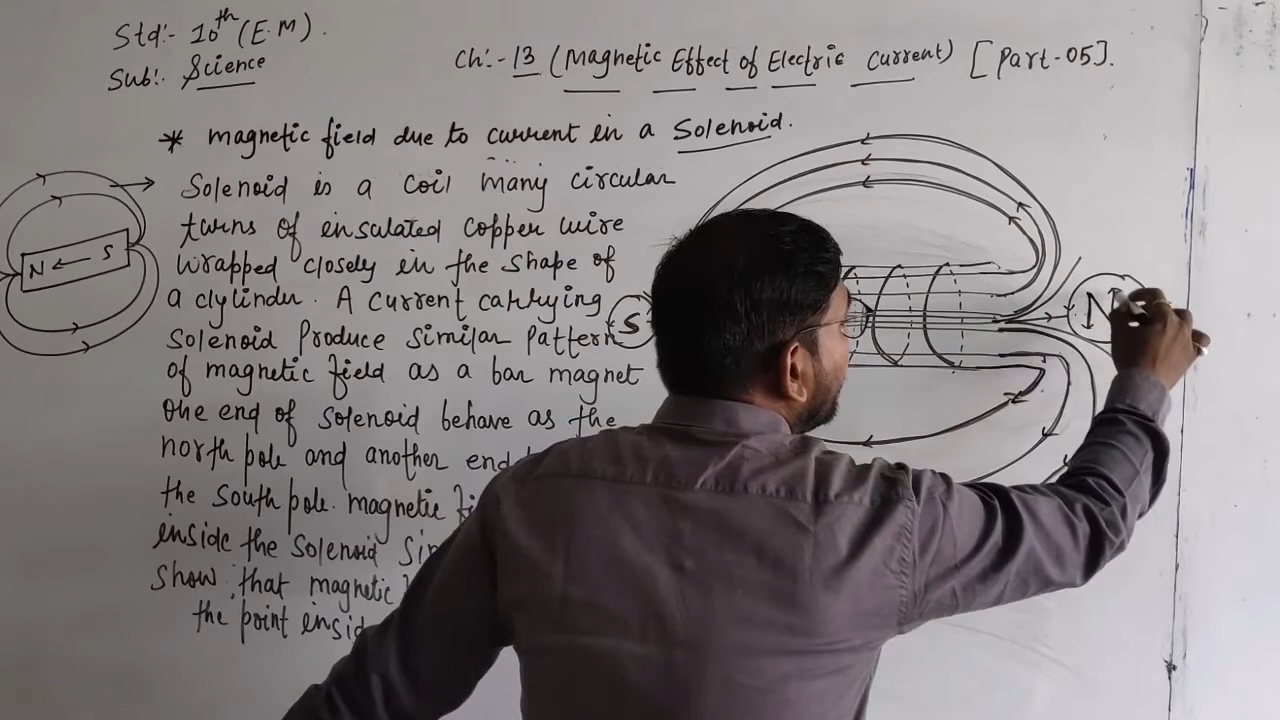 Std:- 10th (E.M).
Sub:. Science
Ch:- 13 (Magnetic Effect of Electric Current) [Part-05].
* magnetic field due to current in a Solenoid.
Solenoid is a coil many circular
turns of insulated copper wire
wrapped closely in the shape of
a clylinder. A current carrying
Solenoid Produce similar pattern
of magnetic field as a bar magnet
One end of solenoid behave as the
north pole and another end
the south pole. magnetic
inside the Solenoid
Show that magnetic
the point
N ← S
S
N